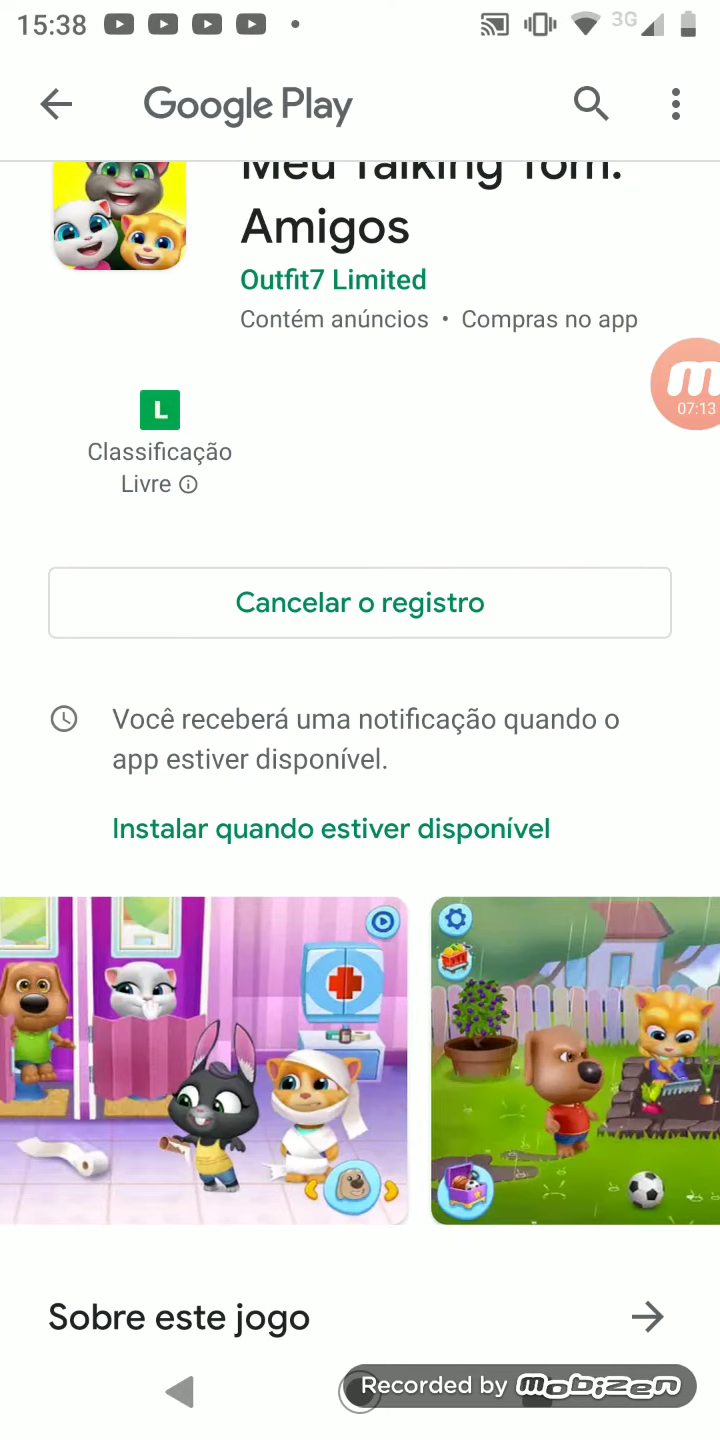 15:38
3G
Google Play
Meu Talking Tom:
Amigos
Outfit7 Limited
Contém anúncios • Compras no app
m
07:13
L
Classificação
Livre
Cancelar o registro
Você receberá uma notificação quando o
app estiver disponível.
Instalar quando estiver disponível
Sobre este jogo
Recorded by mobizen